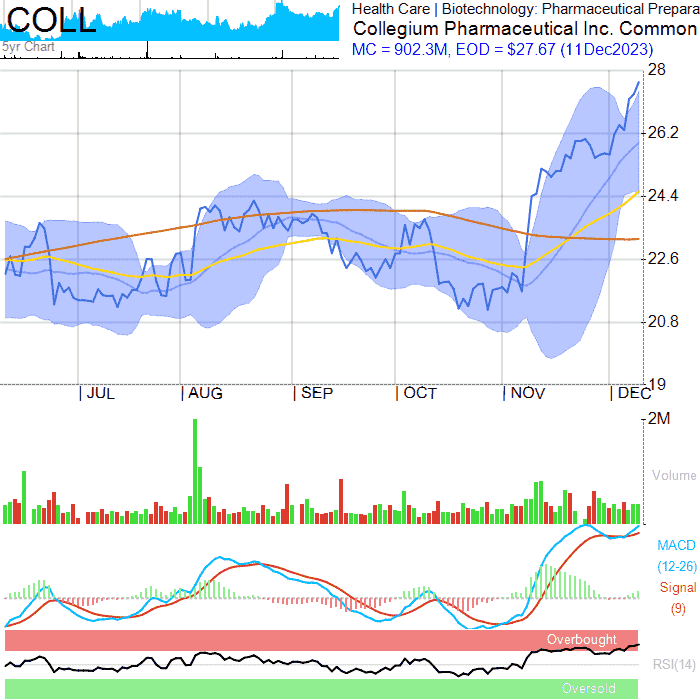 COLL
5yr Chart
Health Care | Biotechnology: Pharmaceutical Prepara
Collegium Pharmaceutical Inc. Common
MC = 902.3M, EOD = $27.67 (11Dec2023)
28
26.2
24.4
22.6
20.8
19
| JUL | AUG | SEP | OCT | NOV | DEC
2M
Volume
MACD
(12-26)
Signal
(9)
Overbought
RSI(14)
Oversold